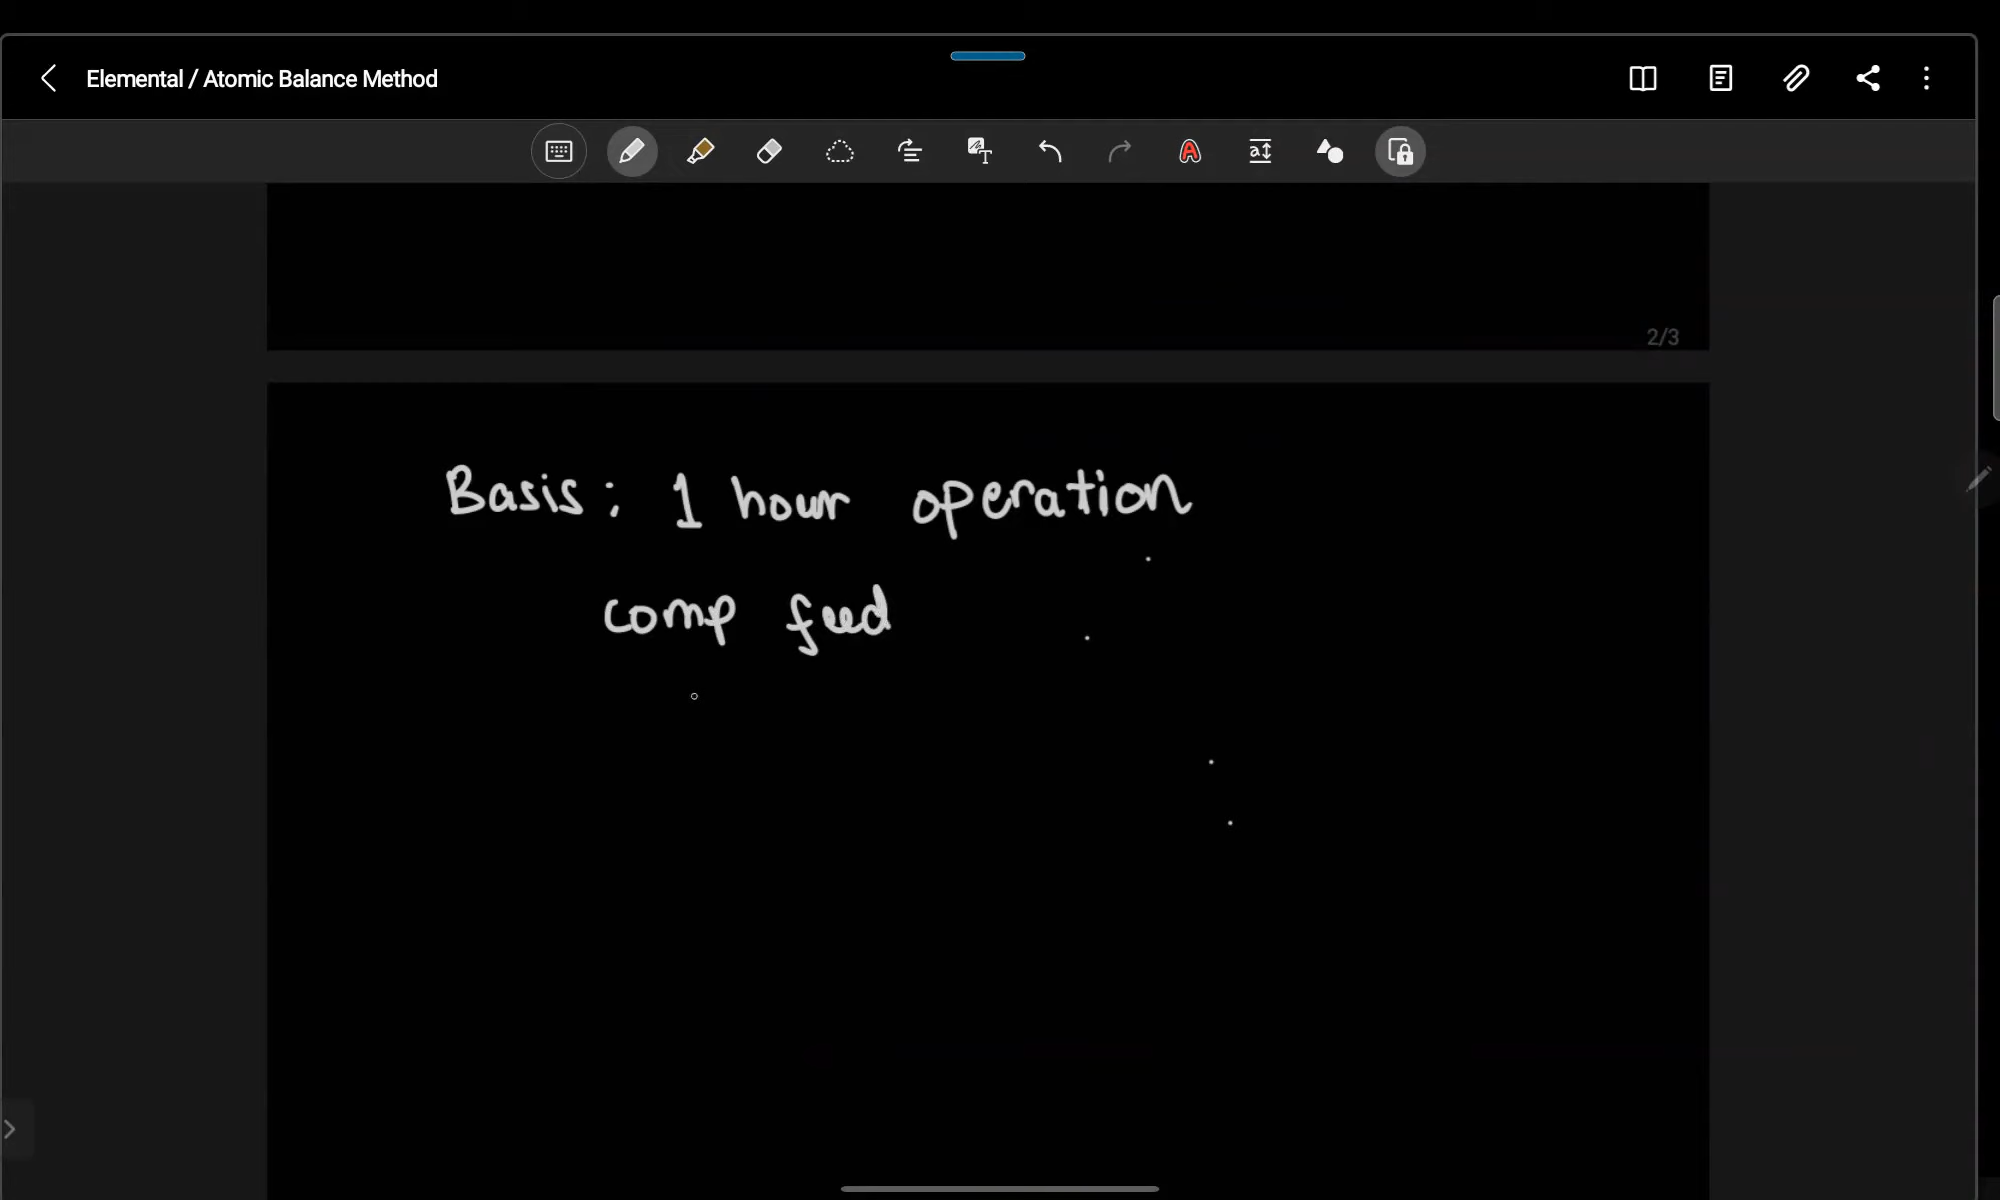 Elemental / Atomic Balance Method
2/3
Basis: 1 hour operation
comp feed